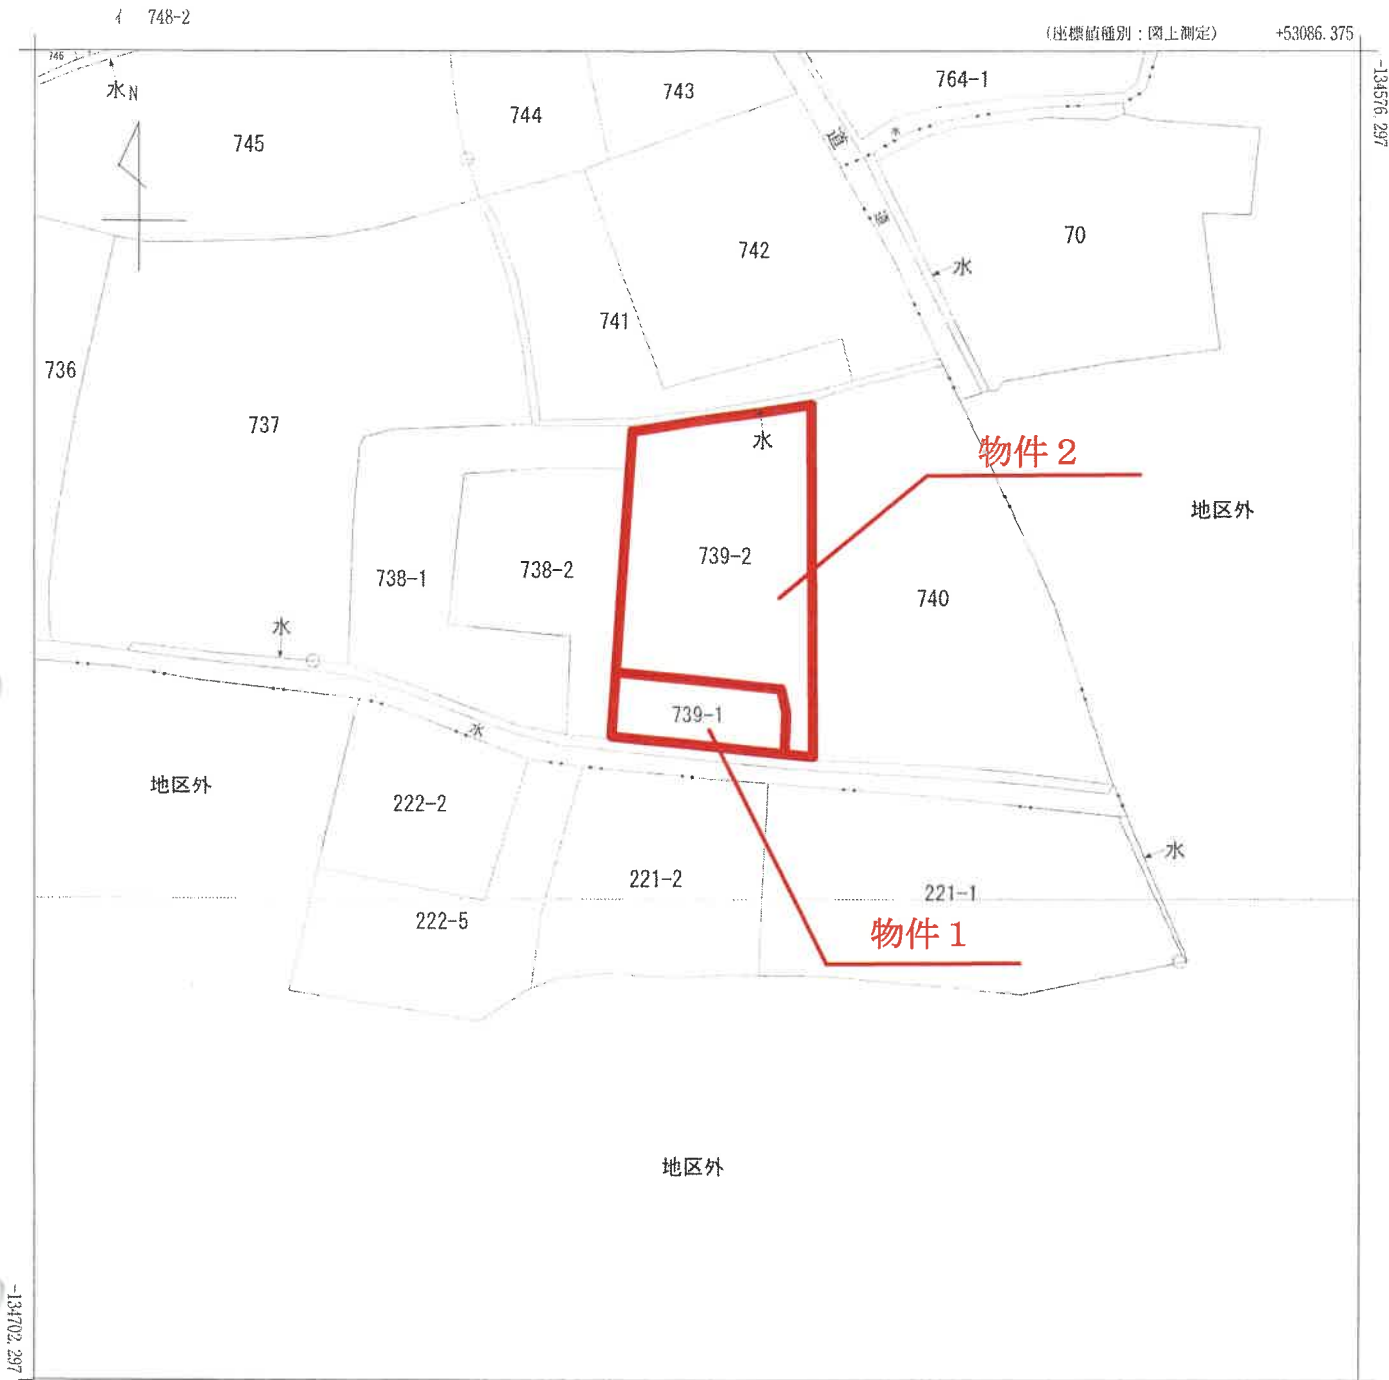 イ 748-2
(座標値種別：図上測定) +53086.375
-134576.297
746
水
N
745
744
743
764-1
道
水
道
742
70
水
741
736
737
水
物件２
地区外
739-2
738-2
738-1
740
水
739-1
水
地区外
222-2
水
221-2
221-1
222-5
物件１
地区外
-134702.297